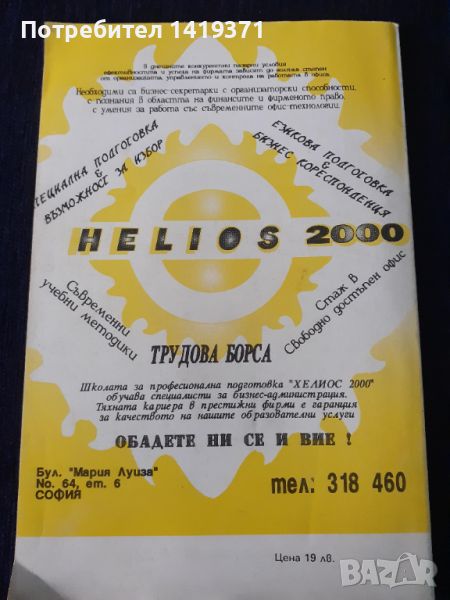 Потребител 1419371
В днешните конкурентни пазарни условия
ефективността и успеха на фирмата зависят до голяма степен
от организацията, управлението и контрола на работата в офиса.
Необходими са бизнес-секретарки с организаторски способности,
с познания в областта на финансите и фирменото право,
с умения за работа със съвременните офис технологии.
СПЕЦИАЛНА ПОДГОТОВКА
&
ВЪЗМОЖНОСТ ЗА ИЗБОР
ЕЗИКОВА ПОДГОТОВКА
&
БИЗНЕС КОРЕСПОНДЕНЦИЯ
HELIOS 2000
Съвременни
учебни методики
Стаж в
Свободно достъпен офис
ТРУДОВА БОРСА
Школата за професионална подготовка "ХЕЛИОС 2000"
обучава специалисти за бизнес-администрация.
Тяхната кариера в престижни фирми е гаранция
за качеството на нашите образователни услуги
ОБАДЕТЕ НИ СЕ И ВИЕ !
Бул. "Мария Луиза"
No. 64, ет. 6
СОФИЯ
тел: 318 460
Цена 19 лв.
BAZAR